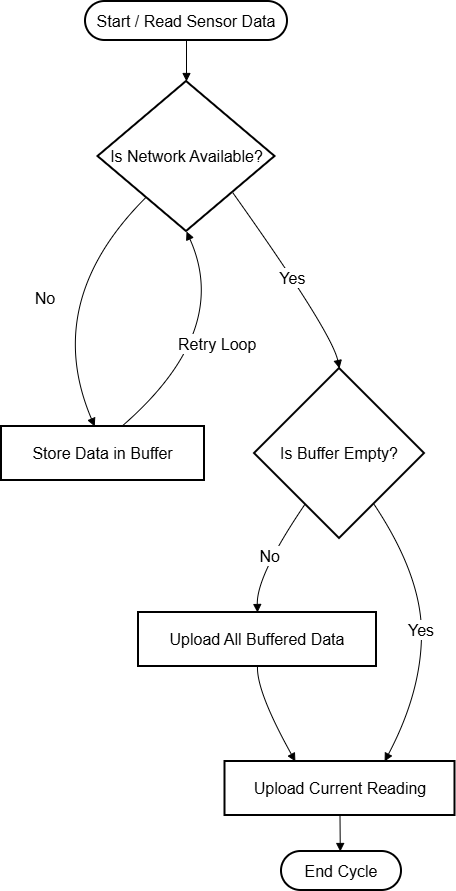 Start / Read Sensor Data
Is Network Available?
No
Yes
Retry Loop
Store Data in Buffer
Is Buffer Empty?
No
Yes
Upload All Buffered Data
Upload Current Reading
End Cycle